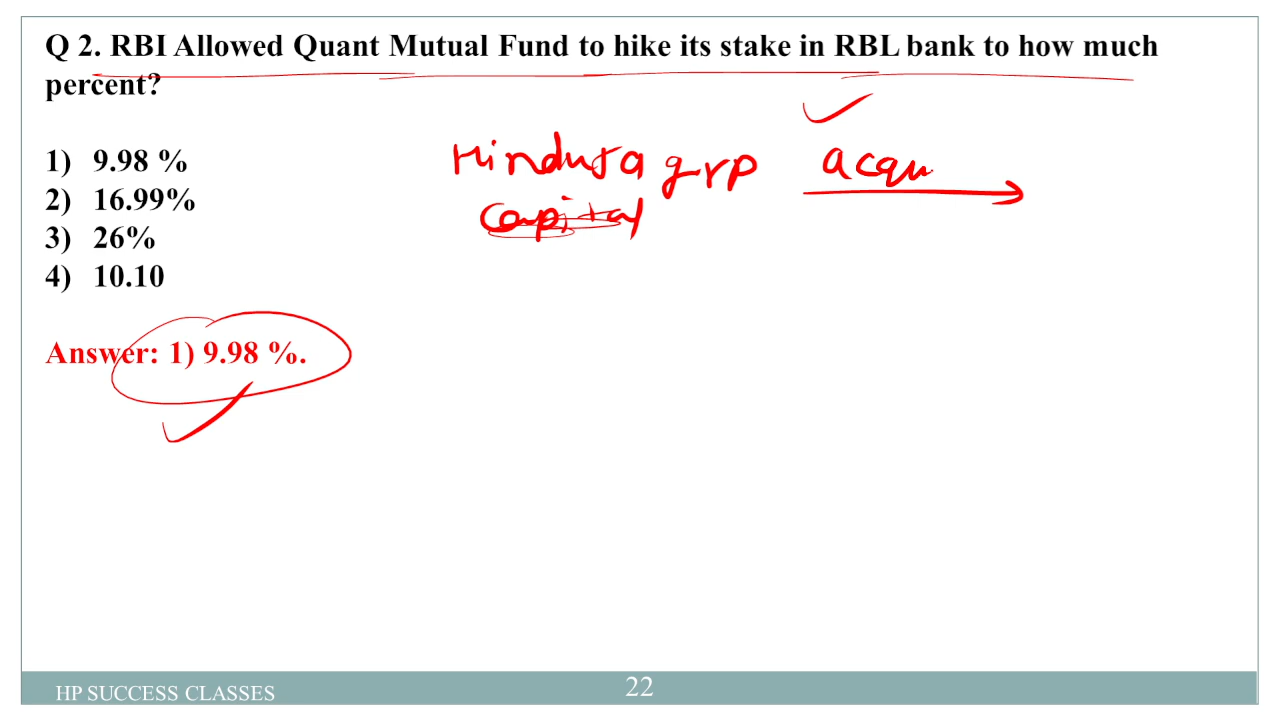 Q 2. RBI Allowed Quant Mutual Fund to hike its stake in RBL bank to how much
percent?
1) 9.98 %
2) 16.99%
3) 26%
4) 10.10
Hinduja grp acqu
capital
Answer: 1) 9.98 %.
HP SUCCESS CLASSES
22